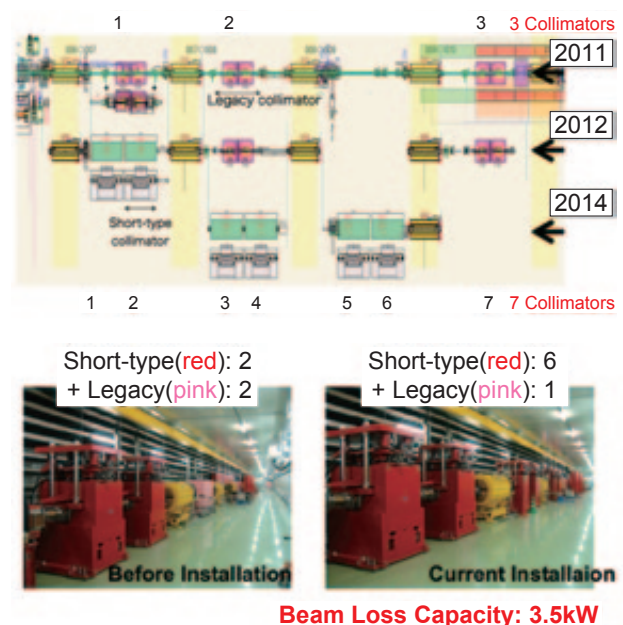 1 2 3 3 Collimators
2011
Legacy collimator
2012
2014
Short-type
collimator
1 2 3 4 5 6 7 7 Collimators
Short-type(red): 2
+ Legacy(pink): 2
Short-type(red): 6
+ Legacy(pink): 1
Before Installation
Current Installaion
Beam Loss Capacity: 3.5kW